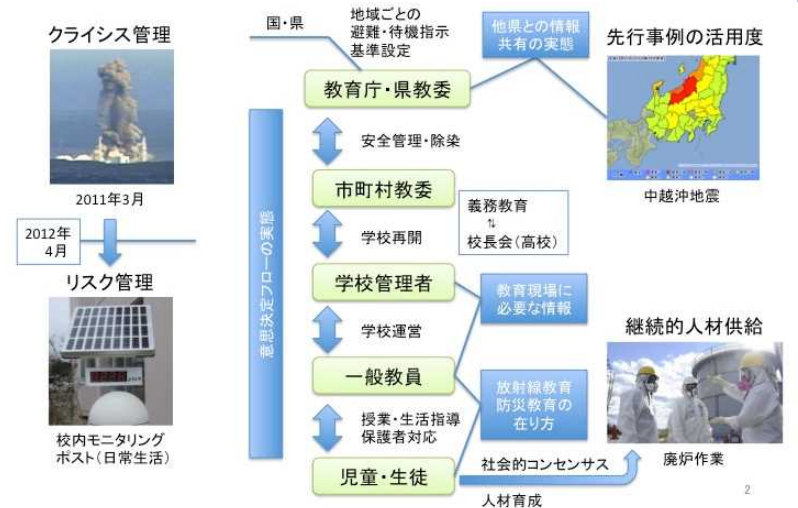 クライシス管理
2011年3月
2012年
4月
リスク管理
校内モニタリング
ポスト(日常生活)
国・県
地域ごとの
避難・待機指示
基準設定
他県との情報
共有の実態
先行事例の活用度
中越沖地震
教育庁・県教委
安全管理・除染
市町村教委
学校再開
義務教育
⇅
校長会(高校)
学校管理者
教育現場に
必要な情報
学校運営
一般教員
放射線教育
防災教育の
在り方
授業・生活指導
保護者対応
児童・生徒
意思決定フローの実態
継続的人材供給
廃炉作業
社会的コンセンサス
人材育成
2